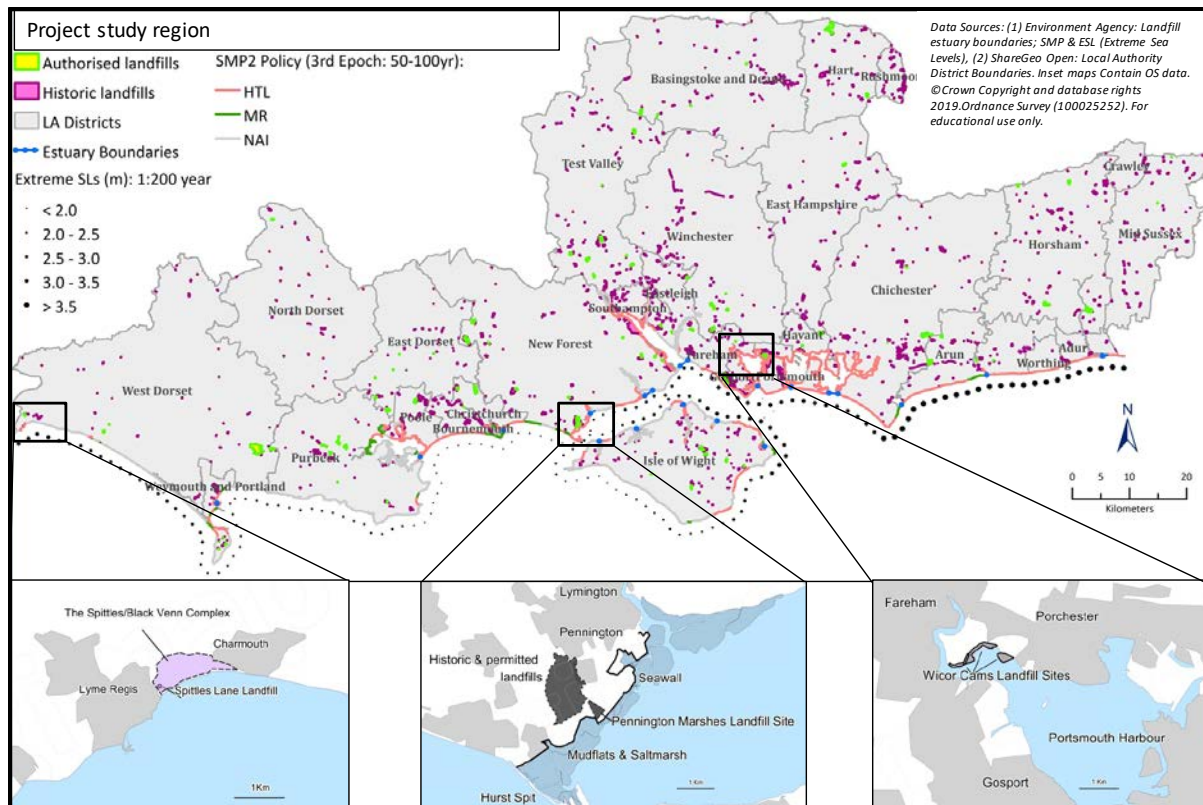 Project study region
Authorised landfills
Historic landfills
LA Districts
Estuary Boundaries
Extreme SLs (m): 1:200 year
< 2.0
2.0 - 2.5
2.5 - 3.0
3.0 - 3.5
> 3.5
SMP2 Policy (3rd Epoch: 50-100yr):
HTL
MR
NAI
Data Sources: (1) Environment Agency: Landfill
estuary boundaries; SMP & ESL (Extreme Sea
Levels), (2) ShareGeo Open: Local Authority
District Boundaries. Inset maps Contain OS data.
©Crown Copyright and database rights
2019.Ordnance Survey (100025252). For
educational use only.
Basingstoke and Deane
Hart
Rushmoor
Test Valley
East Hampshire
Winchester
Crawley
Horsham
Mid Sussex
Chichester
Eastleigh
Southampton
North Dorset
East Dorset
New Forest
Fareham
Havant
Arun
Worthing
Adur
West Dorset
Poole
Christchurch
Bournemouth
Purbeck
Isle of Wight
Weymouth and Portland
N
0 5 10 20
Kilometers
The Spittles/Black Venn Complex
Charmouth
Lyme Regis
Spittles Lane Landfill
1Km
Lymington
Pennington
Historic & permitted
landfills
Seawall
Pennington Marshes Landfill Site
Mudflats & Saltmarsh
Hurst Spit
1Km
Fareham
Porchester
Wicor Cams Landfill Sites
Portsmouth Harbour
Gosport
1 Km